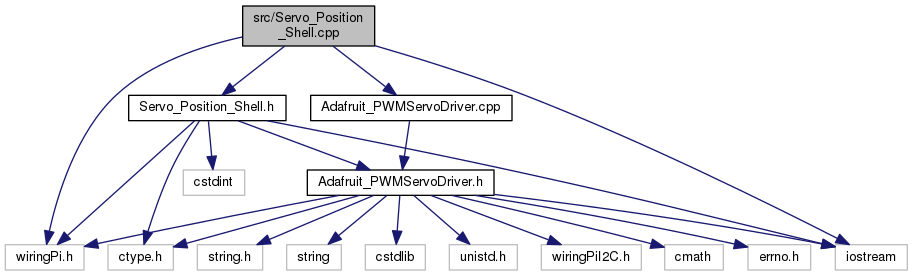 src/Servo_Position
_Shell.cpp
Servo_Position_Shell.h
Adafruit_PWMServoDriver.cpp
cstdint
Adafruit_PWMServoDriver.h
wiringPi.h
ctype.h
string.h
string
cstdlib
unistd.h
wiringPiI2C.h
cmath
errno.h
iostream